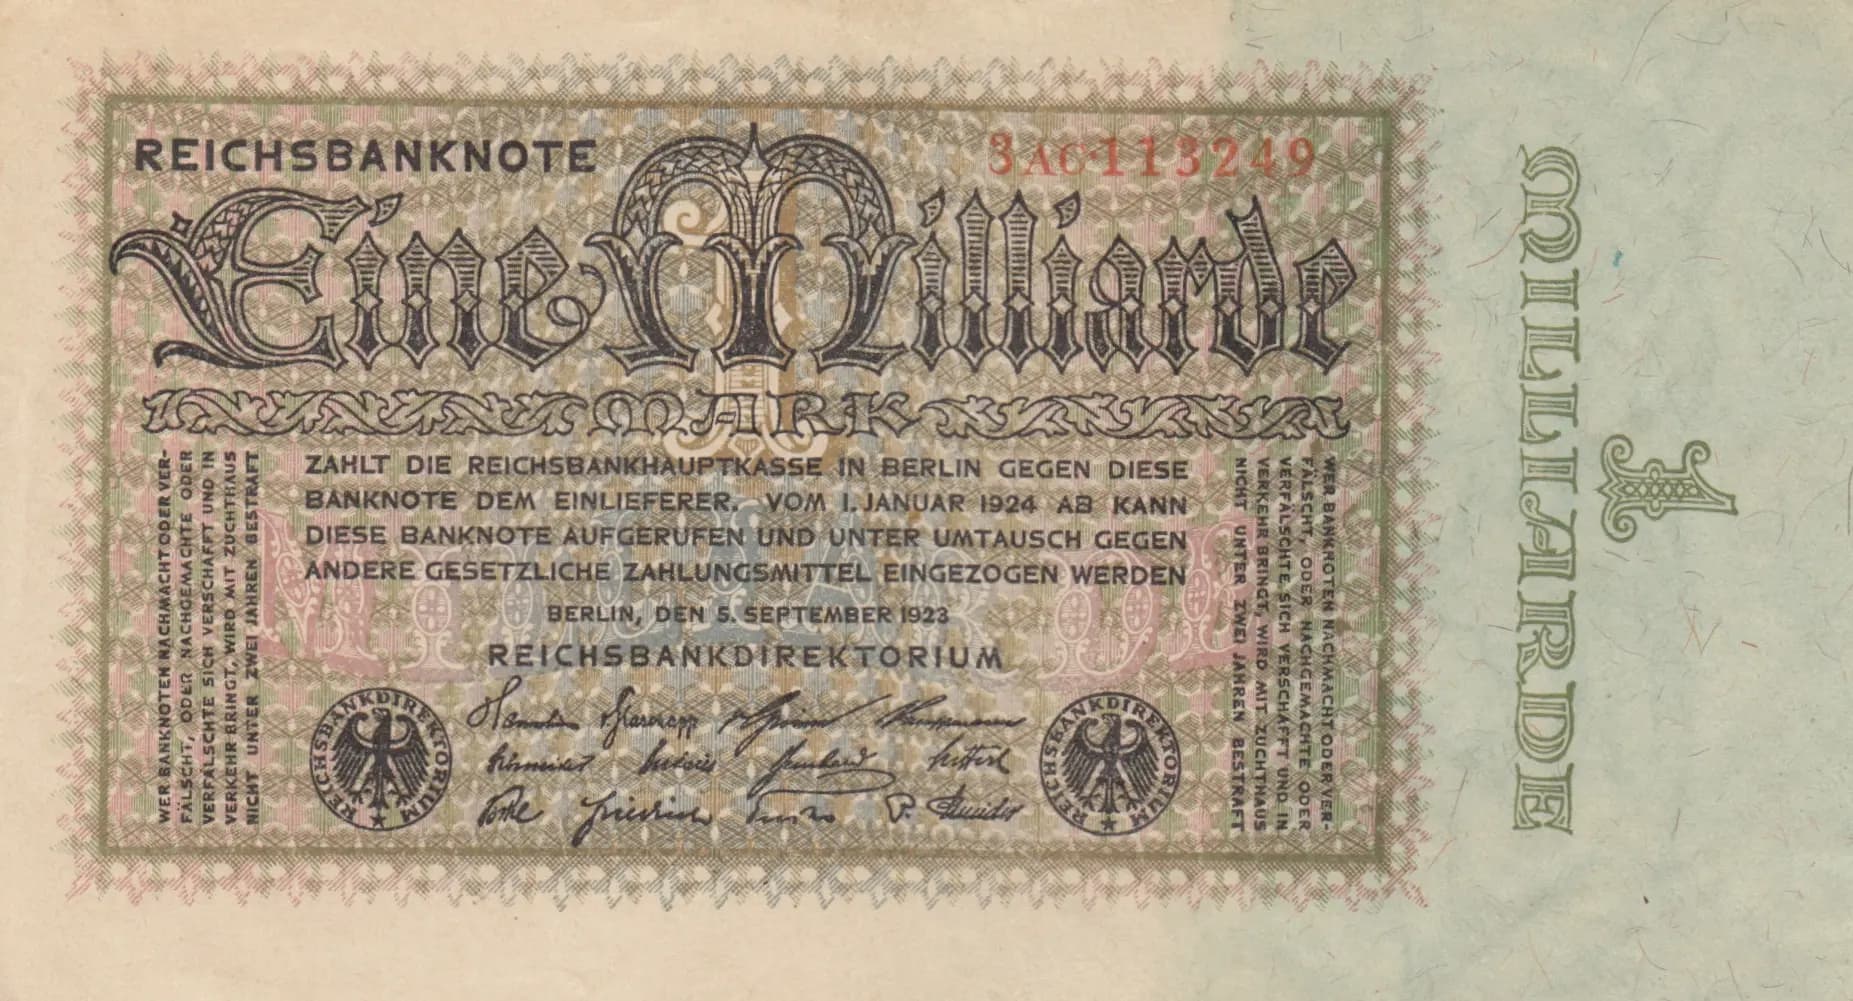 REICHSBANKNOTE
3 AC·113249
Eine Milliarde
MARK
ZAHLT DIE REICHSBANKHAUPTKASSE IN BERLIN GEGEN DIESE
BANKNOTE DEM EINLIEFERER. VOM 1. JANUAR 1924 AB KANN
DIESE BANKNOTE AUFGERUFEN UND UNTER UMTAUSCH GEGEN
ANDERE GESETZLICHE ZAHLUNGSMITTEL EINGEZOGEN WERDEN
BERLIN, DEN 5. SEPTEMBER 1923
REICHSBANKDIREKTORIUM
WER BANKNOTEN NACHMACHT ODER VER-
FÄLSCHT, ODER NACHGEMACHTE ODER
VERFÄLSCHTE SICH VERSCHAFFT UND IN
VERKEHR BRINGT, WIRD MIT ZUCHTHAUS
NICHT UNTER ZWEI JAHREN BESTRAFT
WER BANKNOTEN NACHMACHT ODER VER-
FÄLSCHT, ODER NACHGEMACHTE ODER
VERFÄLSCHTE SICH VERSCHAFFT UND IN
VERKEHR BRINGT, WIRD MIT ZUCHTHAUS
NICHT UNTER ZWEI JAHREN BESTRAFT
1
MILLIARDE
REICHSBANKDIREKTORIUM
REICHSBANKDIREKTORIUM
1
MILLIARDE